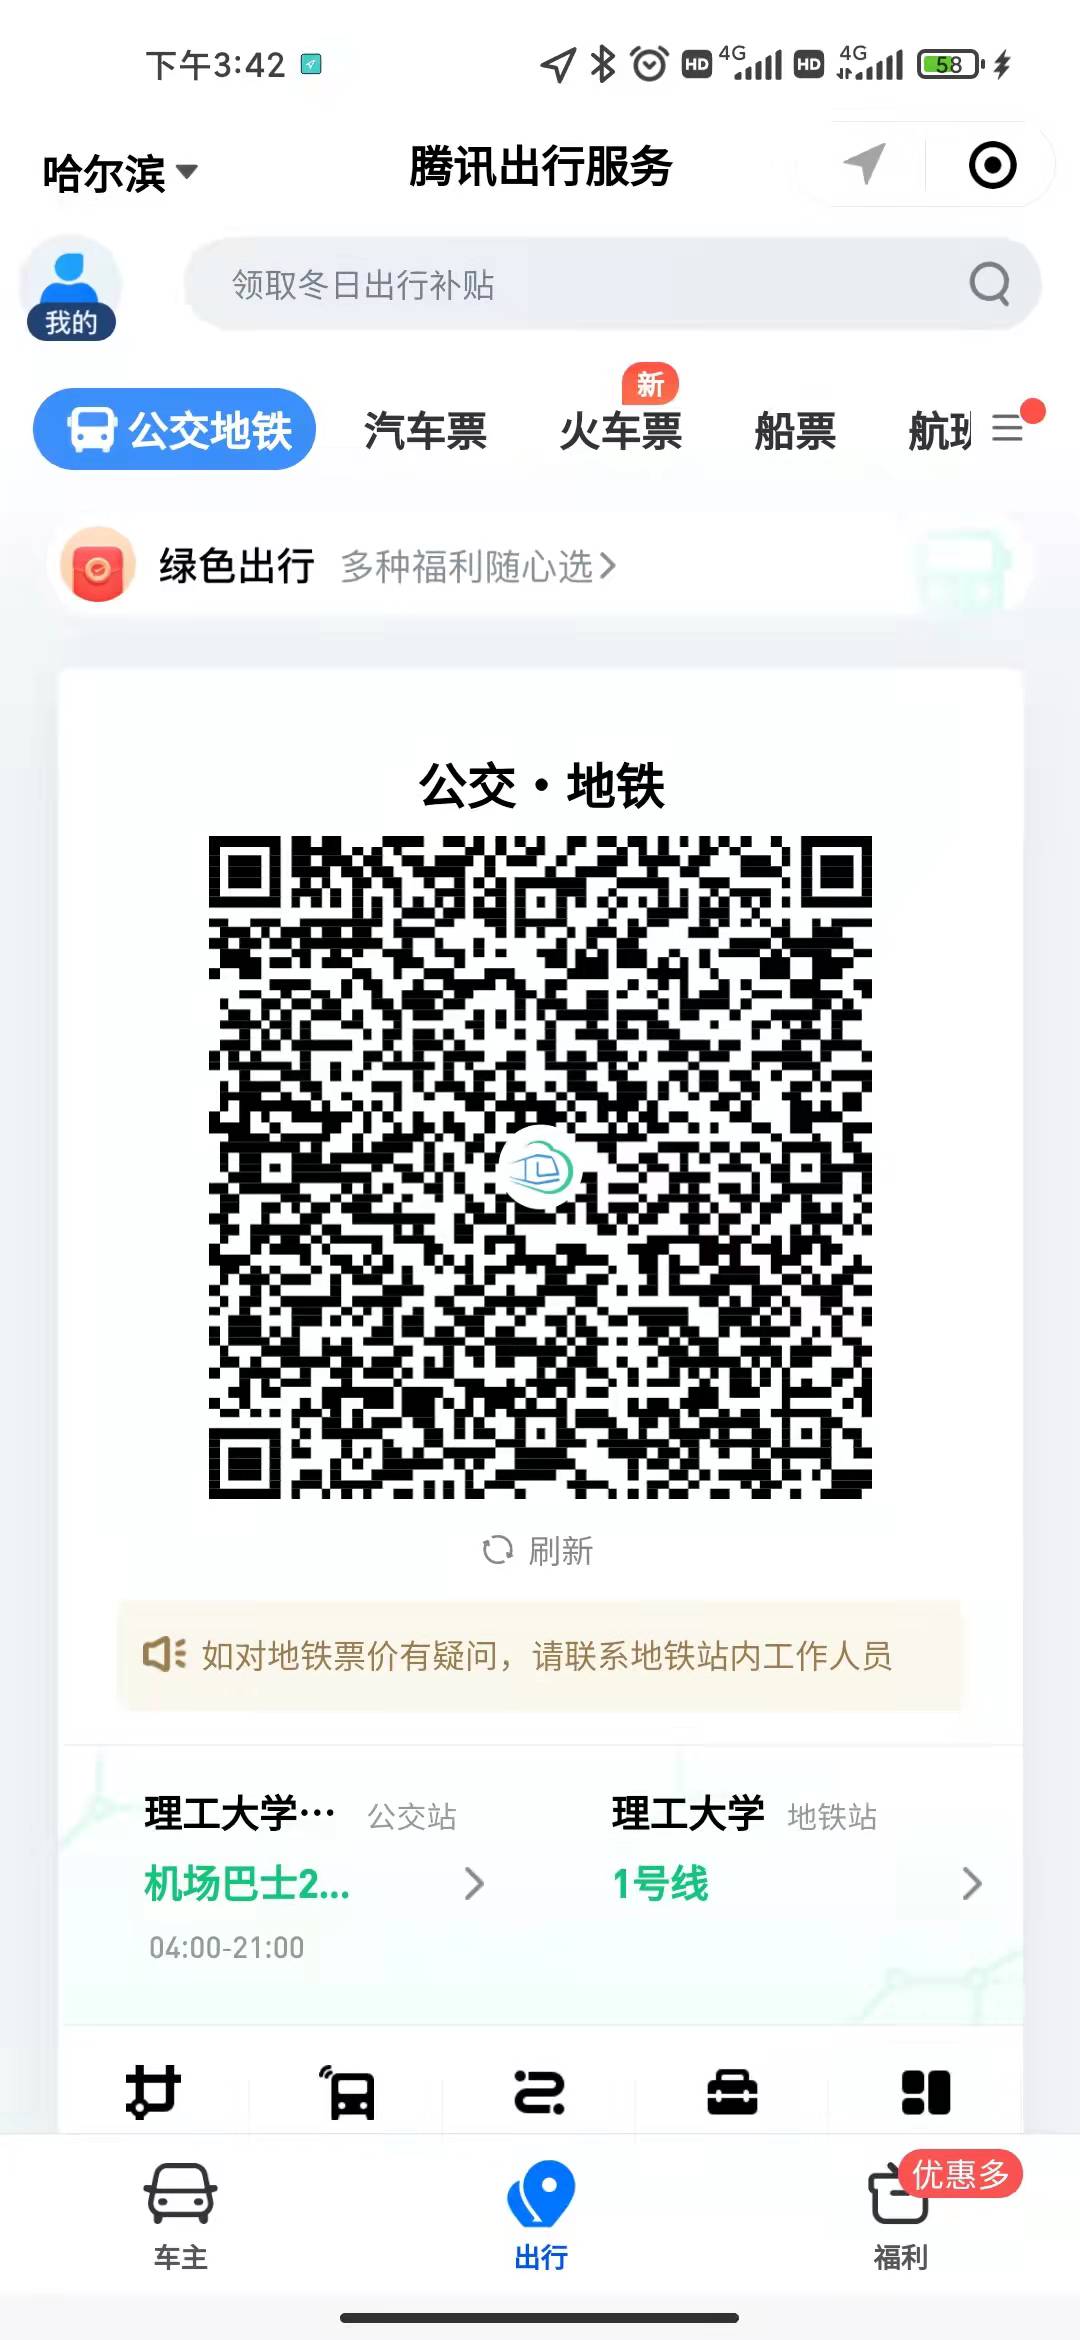 下午3:42
4G
4G
HD
HD
58
哈尔滨
腾讯出行服务
我的
领取冬日出行补贴
新
公交地铁
汽车票
火车票
船票
航班
绿色出行 多种福利随心选
公交·地铁
刷新
如对地铁票价有疑问，请联系地铁站内工作人员
理工大学… 公交站
理工大学 地铁站
机场巴士2...
1号线
04:00-21:00
优惠多
车主
出行
福利